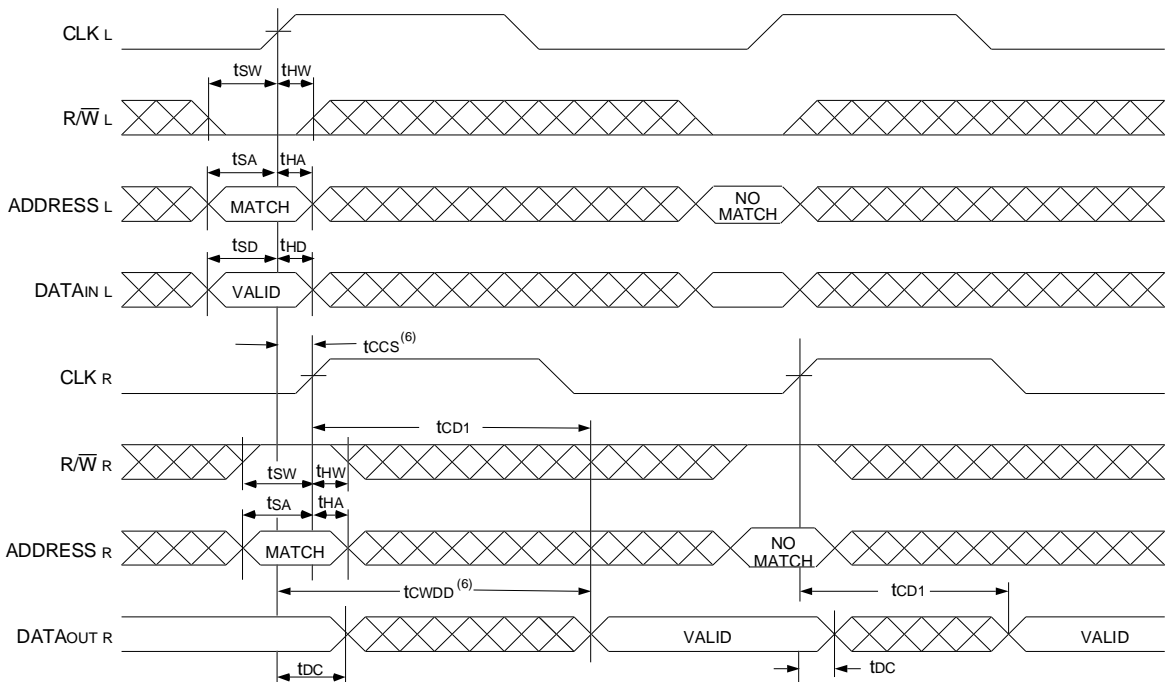 CLK L
tSW tHW
R/W̅ L
tSA tHA
ADDRESS L MATCH NO MATCH
tSD tHD
DATAIN L VALID
tCCS(6)
CLK R
tCD1
R/W̅ R
tSW tHW
tSA tHA
ADDRESS R MATCH NO MATCH
tCWDD(6) tCD1
DATAOUT R VALID VALID
tDC tDC